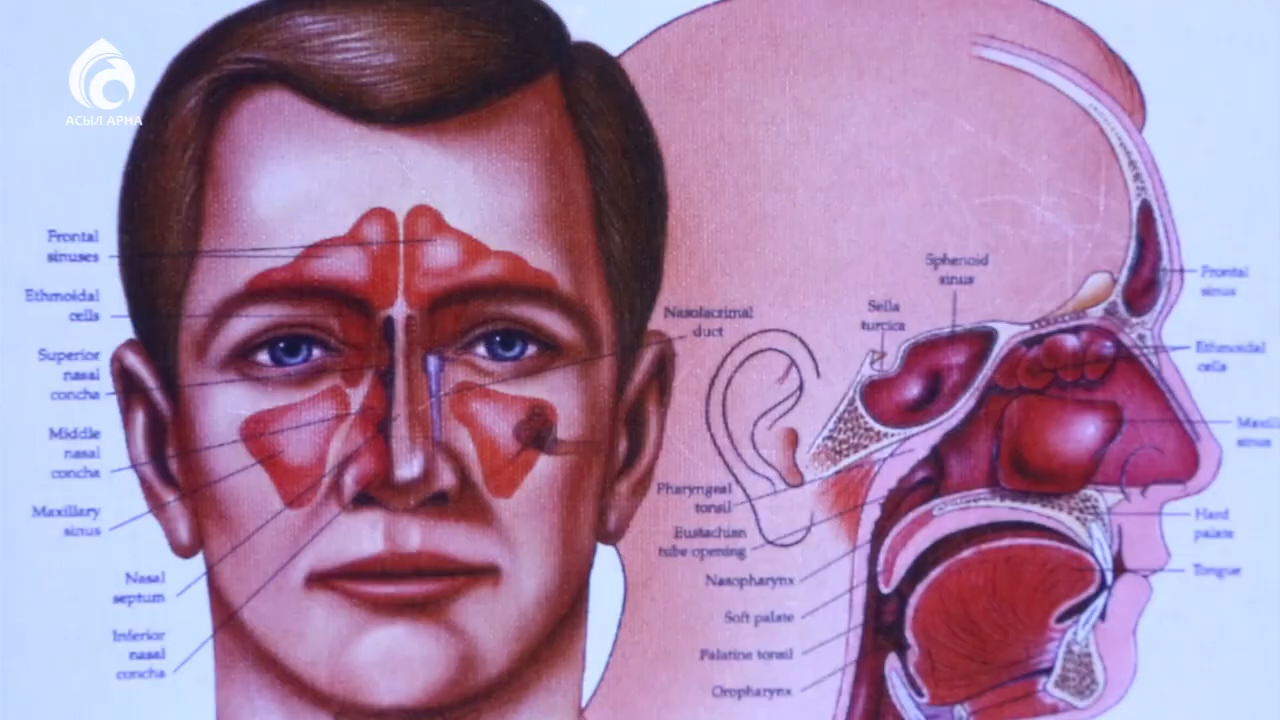 АСЫЛ АРНА
Frontal
sinuses
Ethmoidal
cells
Superior
nasal
concha
Middle
nasal
concha
Maxillary
sinus
Nasal
septum
Inferior
nasal
concha
Nasolacrimal
duct
Sphenoid
sinus
Sella
turcica
Pharyngeal
tonsil
Eustachian
tube opening
Nasopharynx
Soft palate
Palatine tonsil
Oropharynx
Frontal
sinus
Ethmoidal
cells
Maxill
sinus
Hard
palate
Tongue